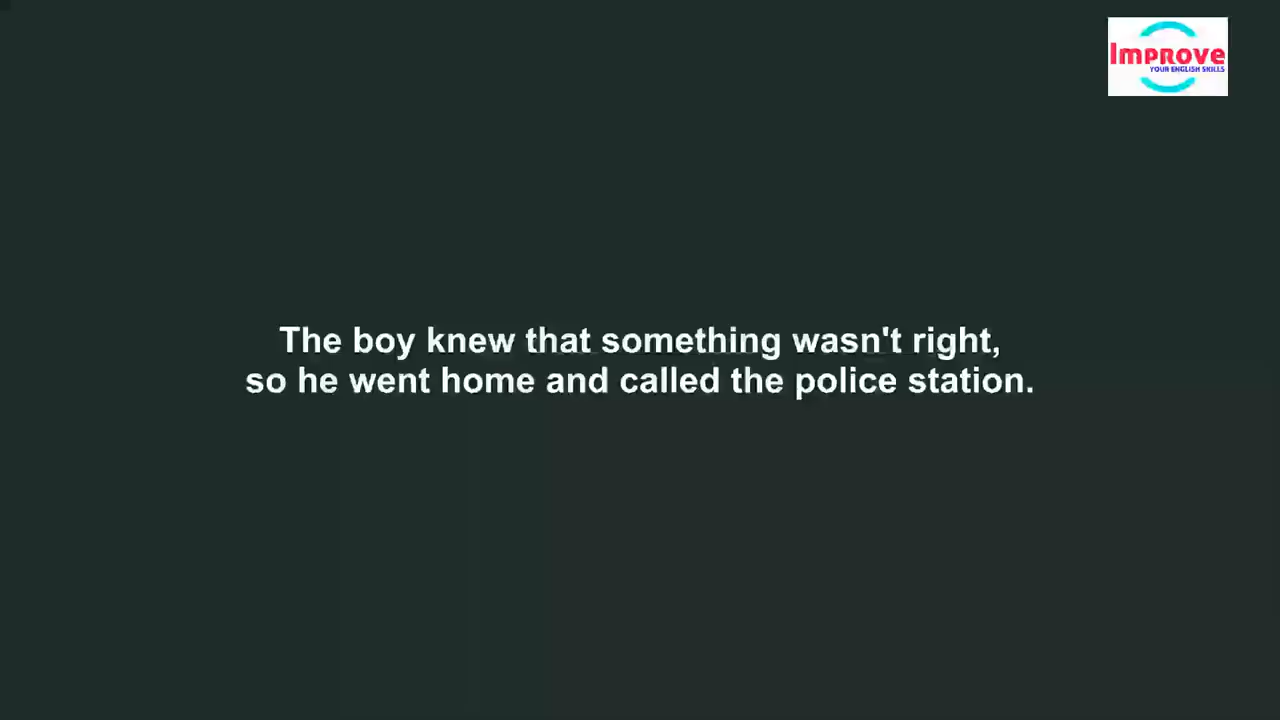 Improve
YOUR ENGLISH SKILLS
The boy knew that something wasn't right,
so he went home and called the police station.